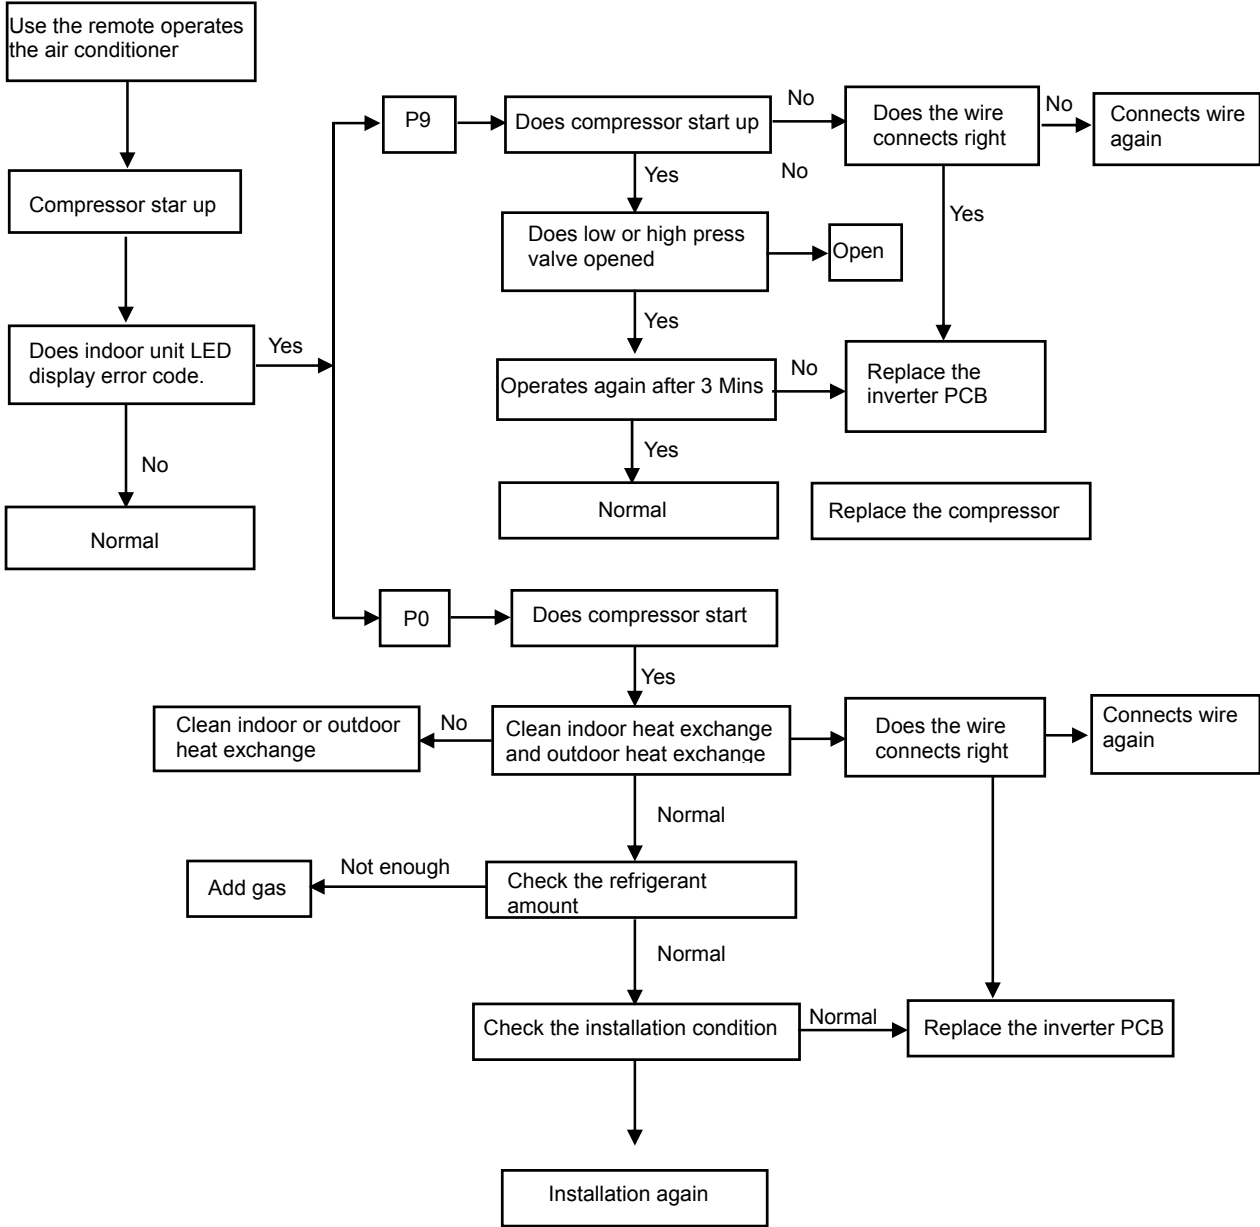 Use the remote operates
the air conditioner
Compressor star up
Does indoor unit LED
display error code.
Yes
No
Normal
P9
Does compressor start up
No
Does the wire
connects right
No
Connects wire
again
Yes
No
Yes
Does low or high press
valve opened
Open
Yes
Operates again after 3 Mins
No
Replace the
inverter PCB
Yes
Normal
Replace the compressor
P0
Does compressor start
Yes
Clean indoor or outdoor
heat exchange
No
Clean indoor heat exchange
and outdoor heat exchange
Does the wire
connects right
Connects wire
again
Normal
Add gas
Not enough
Check the refrigerant
amount
Normal
Check the installation condition
Normal
Replace the inverter PCB
Installation again